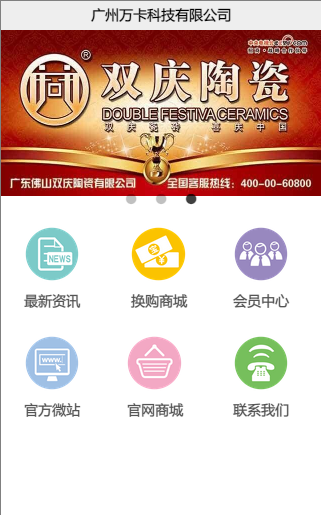 广州万卡科技有限公司
®
双庆陶瓷
DOUBLE FESTIVA CERAMICS
双庆瓷砖 喜庆中国
广东佛山双庆陶瓷有限公司 全国客服热线：400-00-60800
NEWS
最新资讯 换购商城 会员中心
www
官方微站 官网商城 联系我们